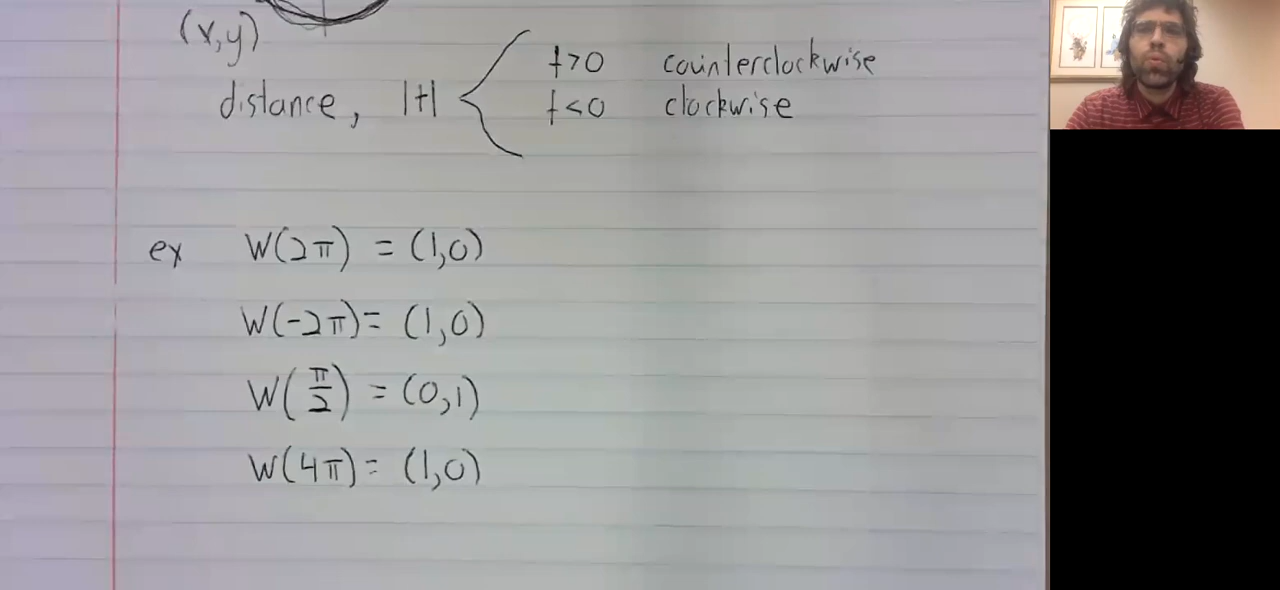 (x,y)
t>0 counterclockwise
distance, |t|
t<0 clockwise
ex W(2π) = (1,0)
W(-2π)= (1,0)
W(π/2) = (0,1)
W(4π)= (1,0)